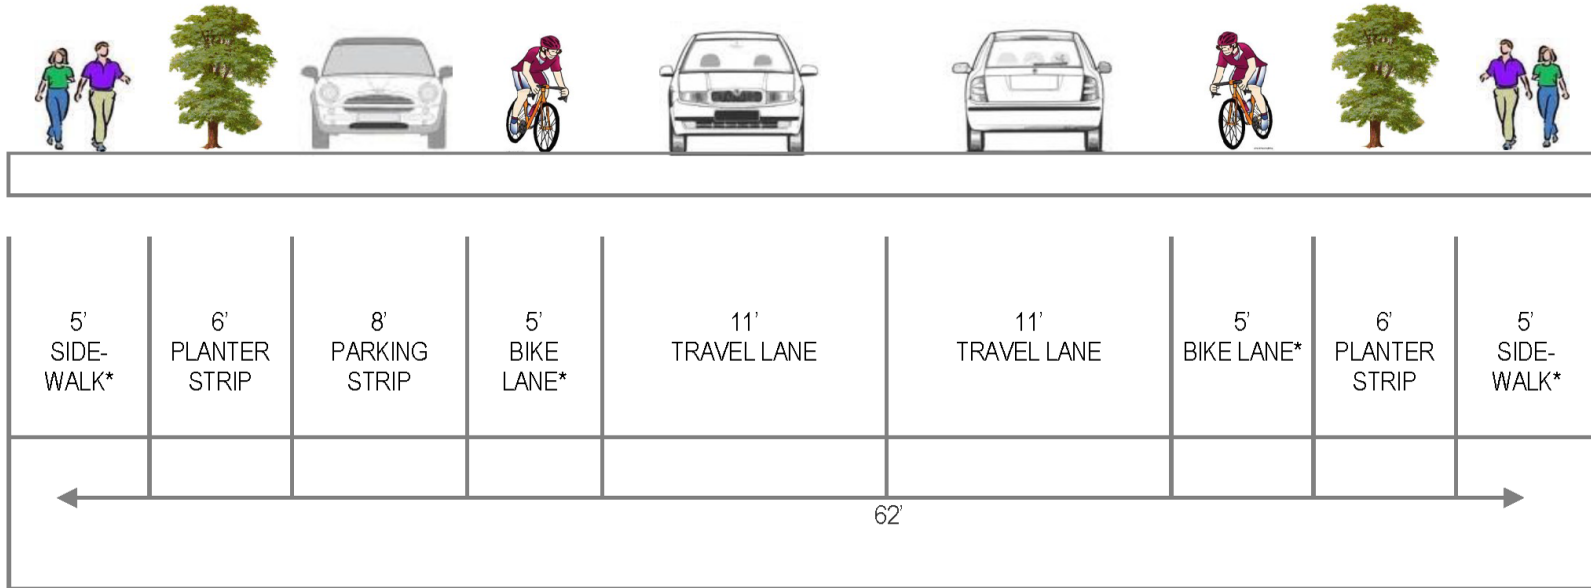 5'
SIDE-
WALK*
6'
PLANTER
STRIP
8'
PARKING
STRIP
5'
BIKE
LANE*
11'
TRAVEL LANE
11'
TRAVEL LANE
5'
BIKE LANE*
6'
PLANTER
STRIP
5'
SIDE-
WALK*
62'